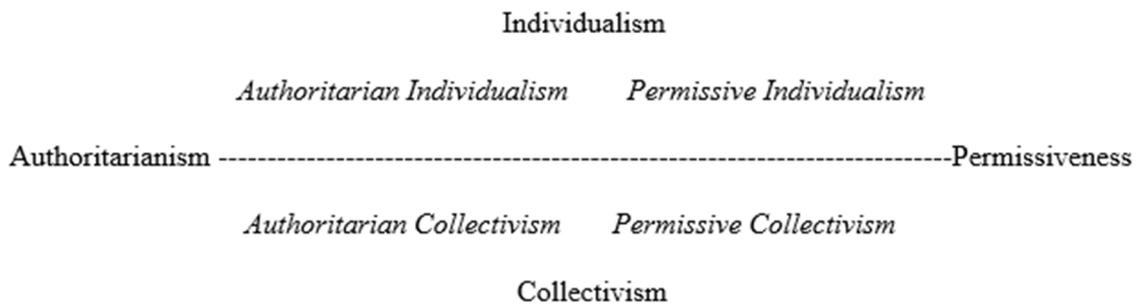 Individualism
Authoritarian Individualism Permissive Individualism
Authoritarianism ---------------------------------------------------------------------------Permissiveness
Authoritarian Collectivism Permissive Collectivism
Collectivism